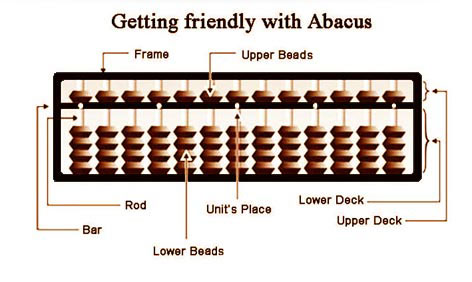 Getting friendly with Abacus
Frame
Upper Beads
Rod
Unit's Place
Lower Deck
Upper Deck
Bar
Lower Beads